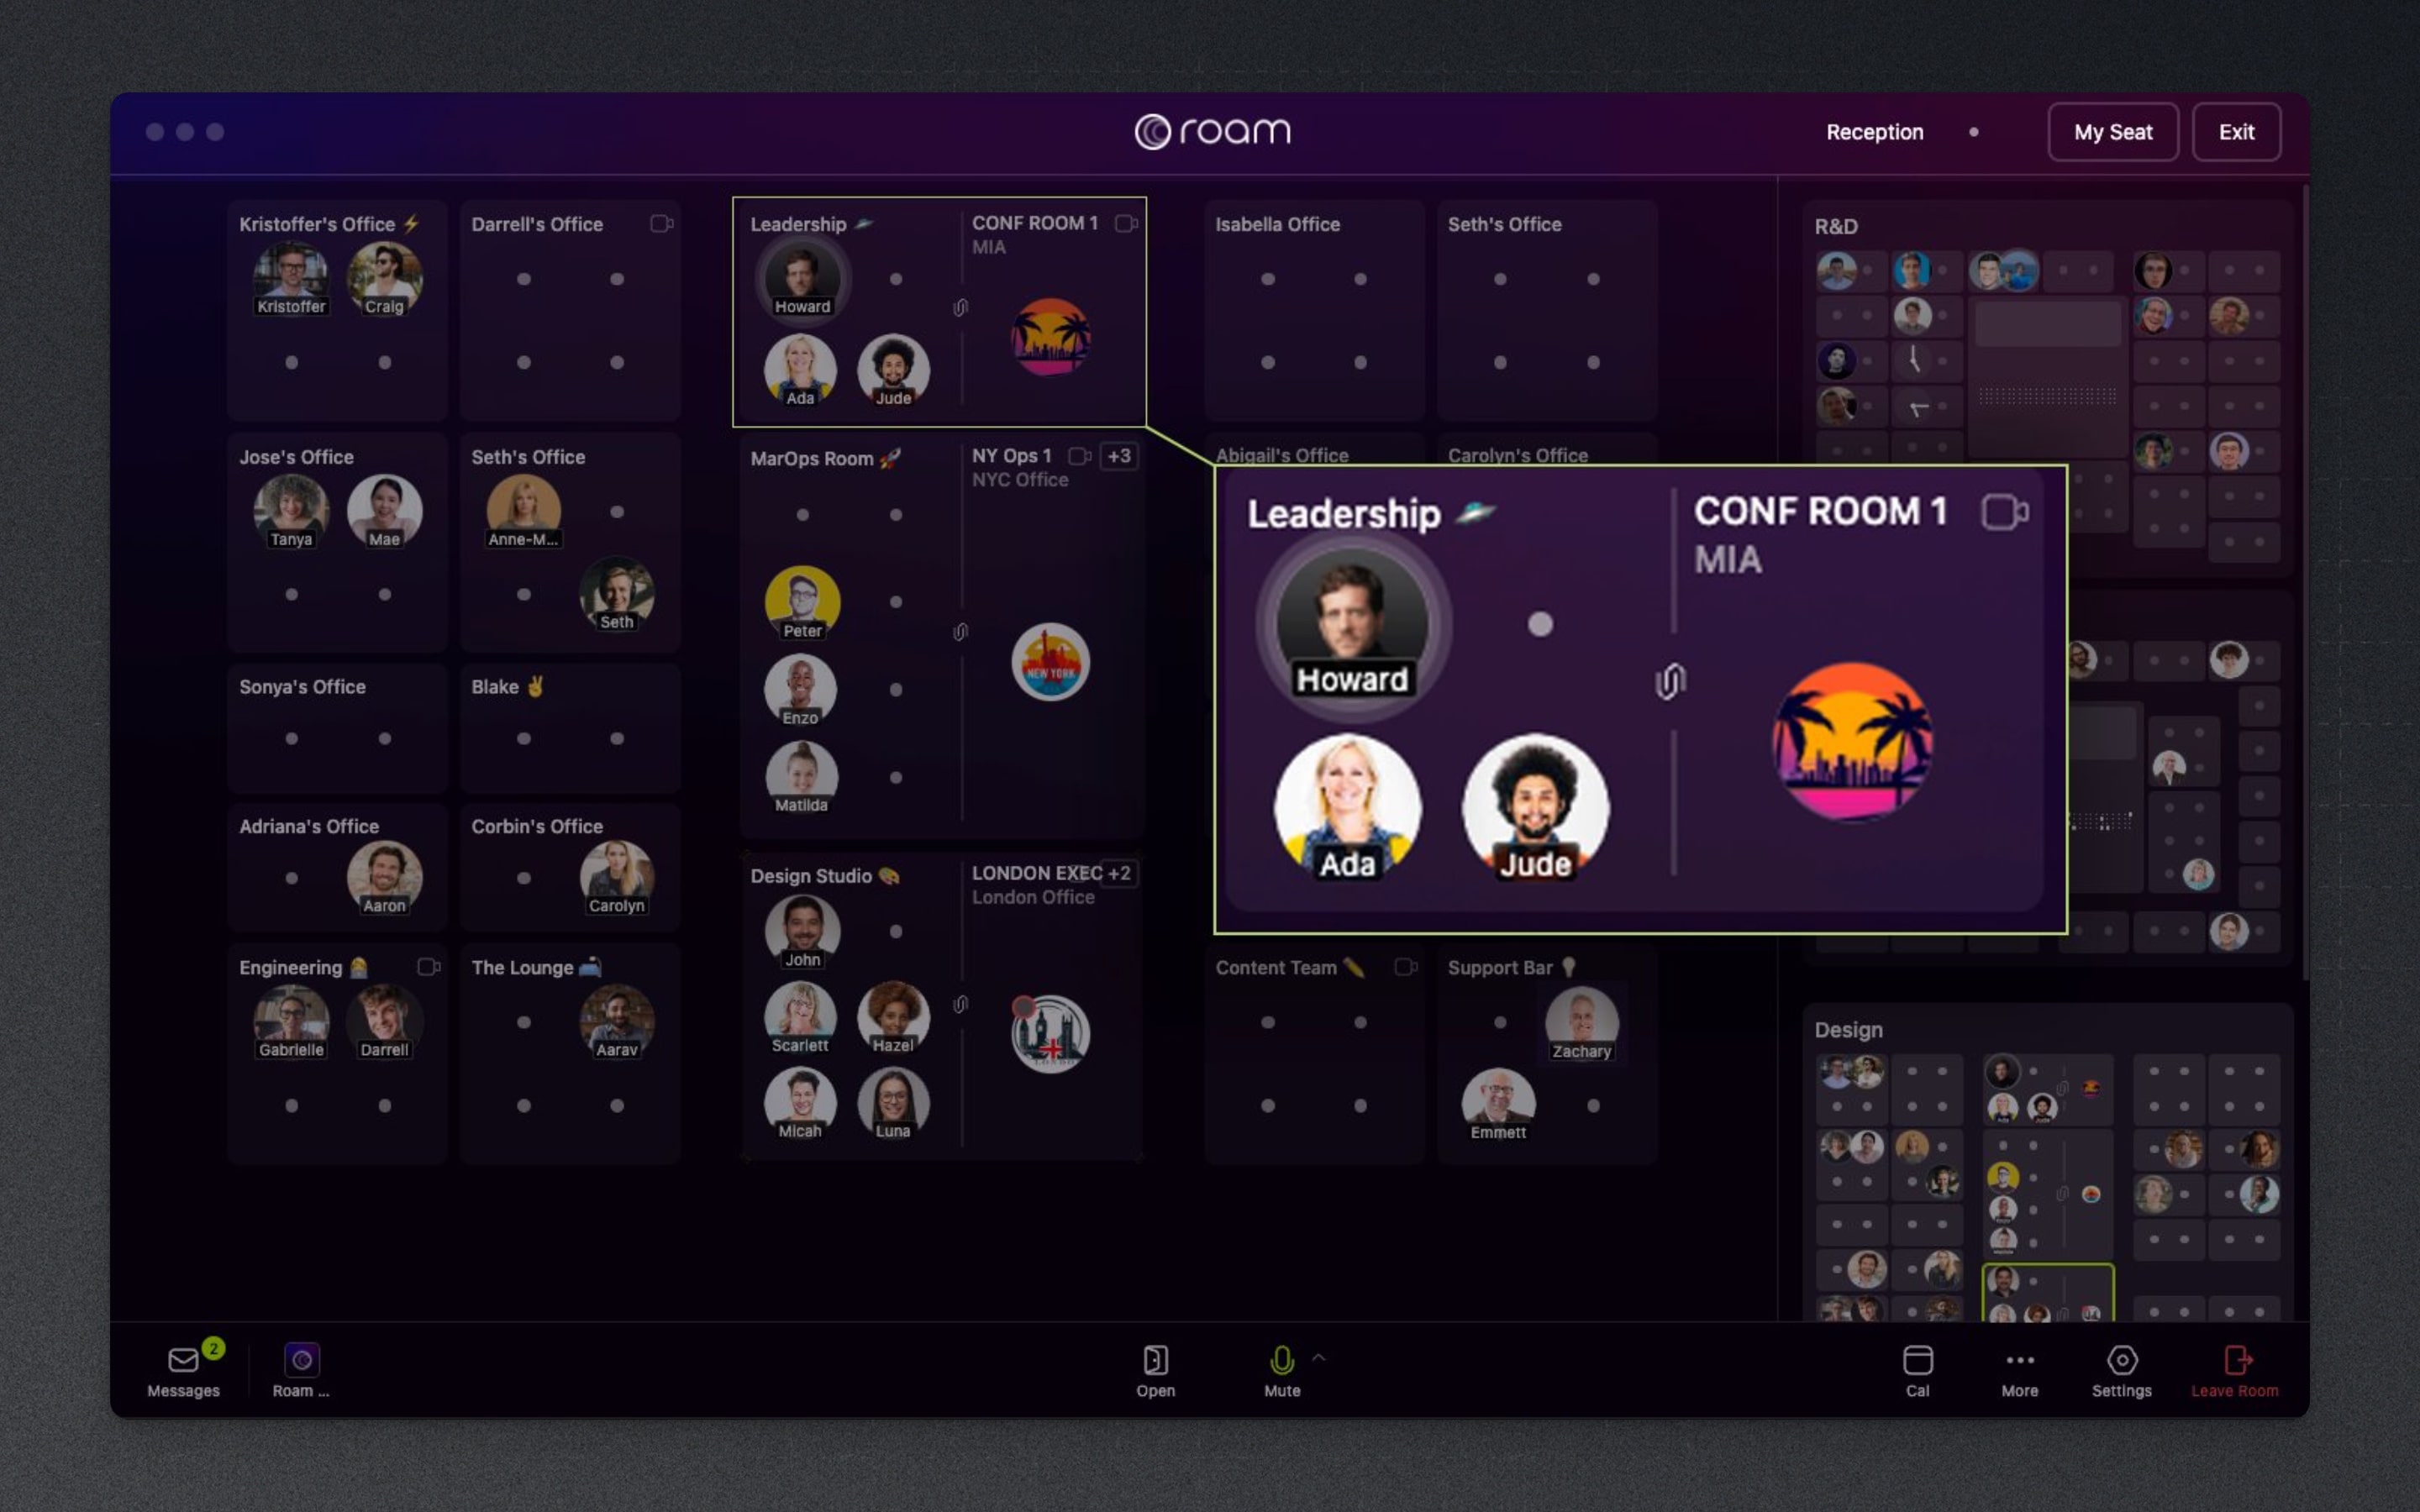 roam
Reception
My Seat
Exit
Kristoffer's Office ⚡
Kristoffer
Craig
Darrell's Office
Leadership 🛸
Howard
Ada
Jude
CONF ROOM 1
MIA
Isabella Office
Seth's Office
R&D
Jose's Office
Tanya
Mae
Seth's Office
Anne-M...
Seth
MarOps Room 🚀
Peter
Enzo
Matilda
NY Ops 1
+3
NYC Office
NEW YORK
Abigail's Office
Carolyn's Office
Leadership 🛸
Howard
Ada
Jude
CONF ROOM 1
MIA
Sonya's Office
Blake ✌️
Adriana's Office
Aaron
Corbin's Office
Carolyn
Design Studio 🎨
John
Scarlett
Hazel
Micah
Luna
LONDON EXEC
+2
London Office
Engineering
Gabrielle
Darrell
The Lounge 🛋️
Aarav
Content Team ✏️
Support Bar 💡
Zachary
Emmett
Design
2
Messages
Roam ...
Open
Mute
Cal
More
Settings
Leave Room